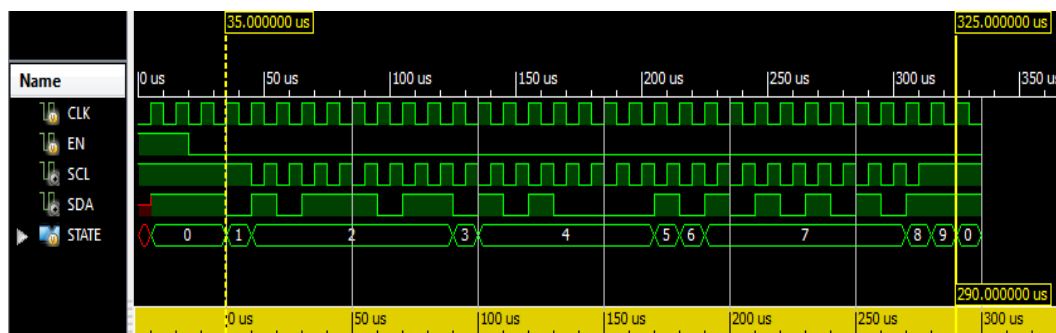 35.000000 us
325.000000 us
Name
0 us
50 us
100 us
150 us
200 us
250 us
300 us
350 u
CLK
EN
SCL
SDA
STATE
0
1
2
3
4
5
6
7
8
9
0
290.000000 us
0 us
50 us
100 us
150 us
200 us
250 us
300 us